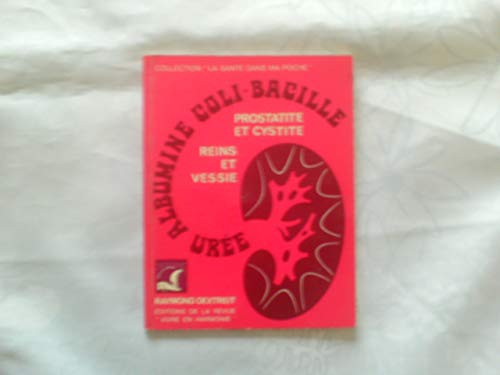 COLLECTION "LA SANTE DANS MA POCHE"
ALBUMINE COLI-BACILLE
UREE
PROSTATITE
ET CYSTITE
REINS
ET
VESSIE
RAYMOND DEXTREIT
EDITIONS DE LA REVUE
"VIVRE EN HARMONIE"